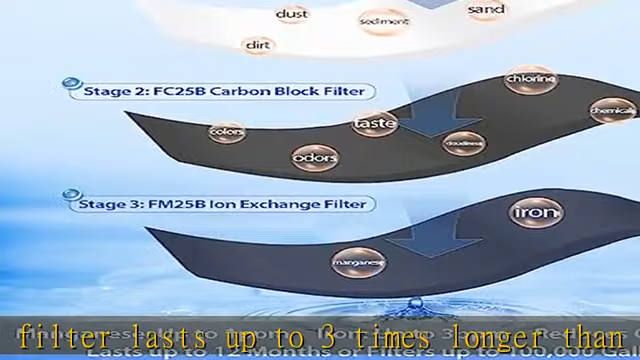 dust
sand
sediment
dirt
Stage 2: FC25B Carbon Block Filter
chlorine
chemicals
taste
colors
cloudiness
odors
Stage 3: FM25B Ion Exchange Filter
iron
manganese
filter lasts up to 3 times longer than
Lasts up to 12 Months or Filters up to 100,000 Ga